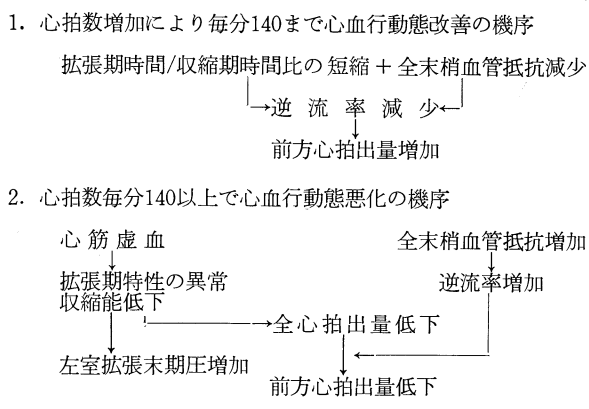 1. 心拍数増加により毎分140まで心血行動態改善の機序
拡張期時間/収縮期時間比の短縮＋全末梢血管抵抗減少
逆流率減少
前方心拍出量増加
2. 心拍数毎分140以上で心血行動態悪化の機序
心筋虚血
全末梢血管抵抗増加
拡張期特性の異常
逆流率増加
収縮能低下
全心拍出量低下
左室拡張末期圧増加
前方心拍出量低下